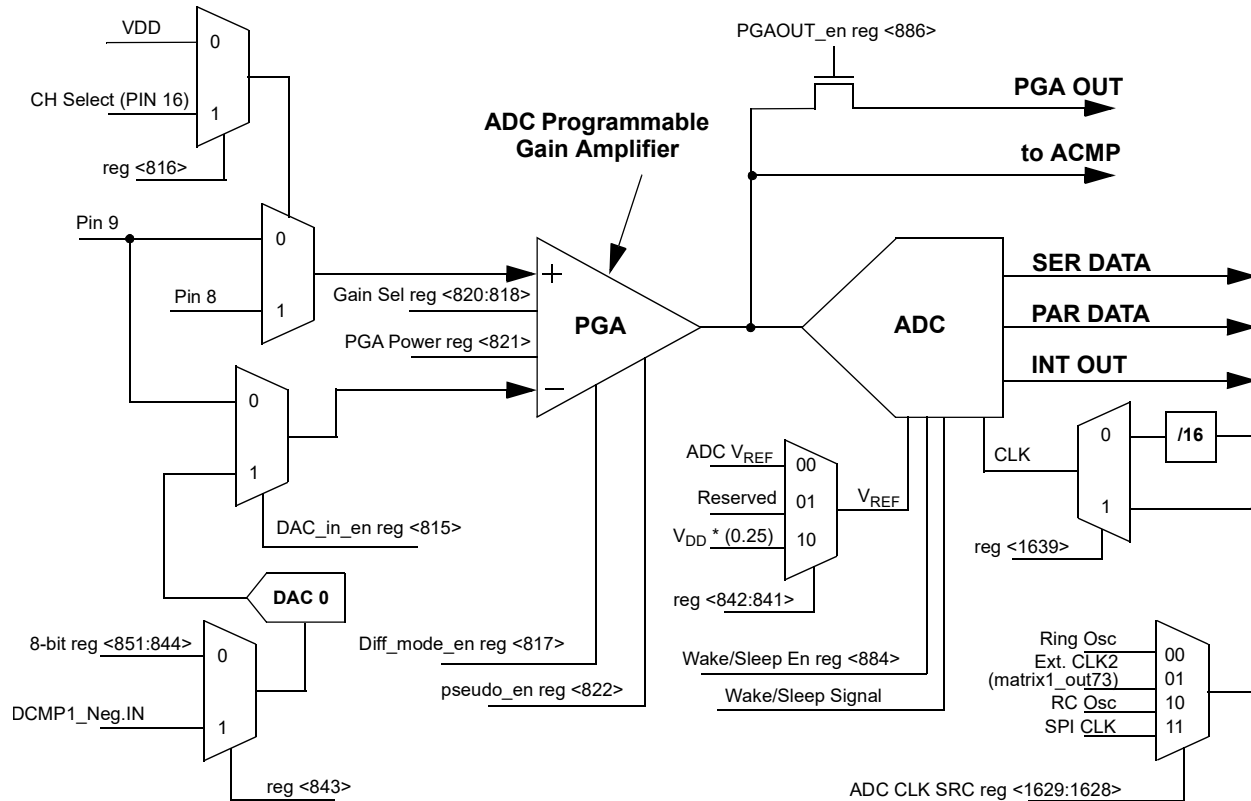 VDD
0
CH Select (PIN 16)
1
reg <816>
PGAOUT_en reg <886>
PGA OUT
ADC Programmable
Gain Amplifier
to ACMP
Pin 9
0
Pin 8
1
+
Gain Sel reg <820:818>
PGA
PGA Power reg <821>
−
ADC
SER DATA
PAR DATA
INT OUT
0
1
DAC_in_en reg <815>
DAC 0
8-bit reg <851:844>
0
DCMP1_Neg.IN
1
reg <843>
Diff_mode_en reg <817>
pseudo_en reg <822>
ADC VREF
00
Reserved
01
VDD * (0.25)
10
VREF
reg <842:841>
Wake/Sleep En reg <884>
Wake/Sleep Signal
CLK
0
/16
1
reg <1639>
Ring Osc
00
Ext. CLK2
(matrix1_out73)
01
RC Osc
10
SPI CLK
11
ADC CLK SRC reg <1629:1628>